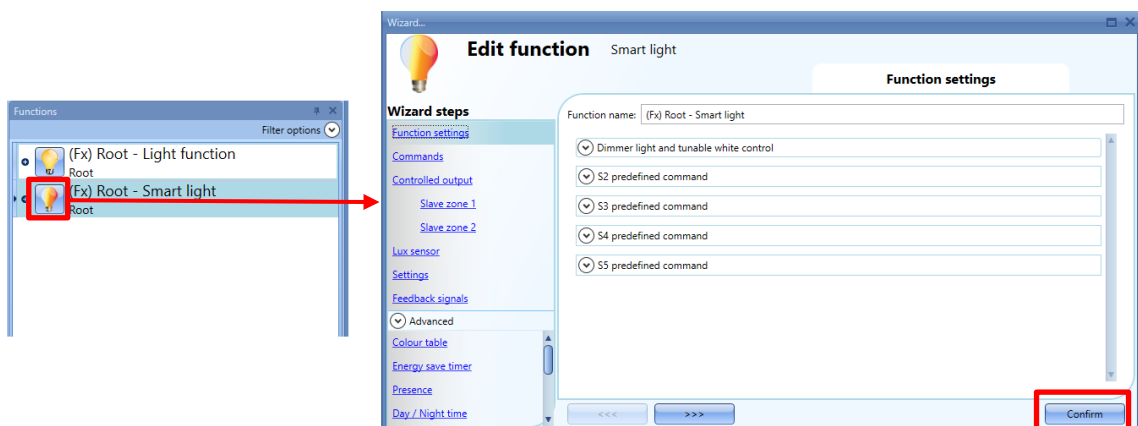 Functions
Filter options
(Fx) Root - Light function
Root
(Fx) Root - Smart light
Root
Wizard...
Edit function Smart light
Function settings
Wizard steps
Function settings
Commands
Controlled output
Slave zone 1
Slave zone 2
Lux sensor
Settings
Feedback signals
Advanced
Colour table
Energy save timer
Presence
Day / Night time
Function name: (Fx) Root - Smart light
Dimmer light and tunable white control
S2 predefined command
S3 predefined command
S4 predefined command
S5 predefined command
<<< >>> Confirm